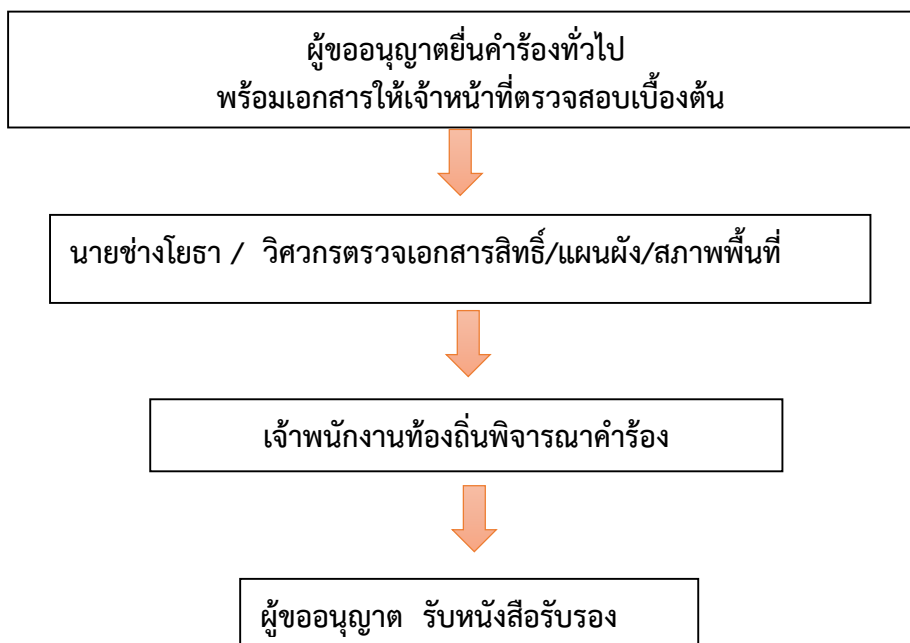 ผู้ขออนุญาตยื่นคำร้องทั่วไป
พร้อมเอกสารให้เจ้าหน้าที่ตรวจสอบเบื้องต้น
นายช่างโยธา / วิศวกรตรวจเอกสารสิทธิ์/แผนผัง/สภาพพื้นที่
เจ้าพนักงานท้องถิ่นพิจารณาคำร้อง
ผู้ขออนุญาต รับหนังสือรับรอง